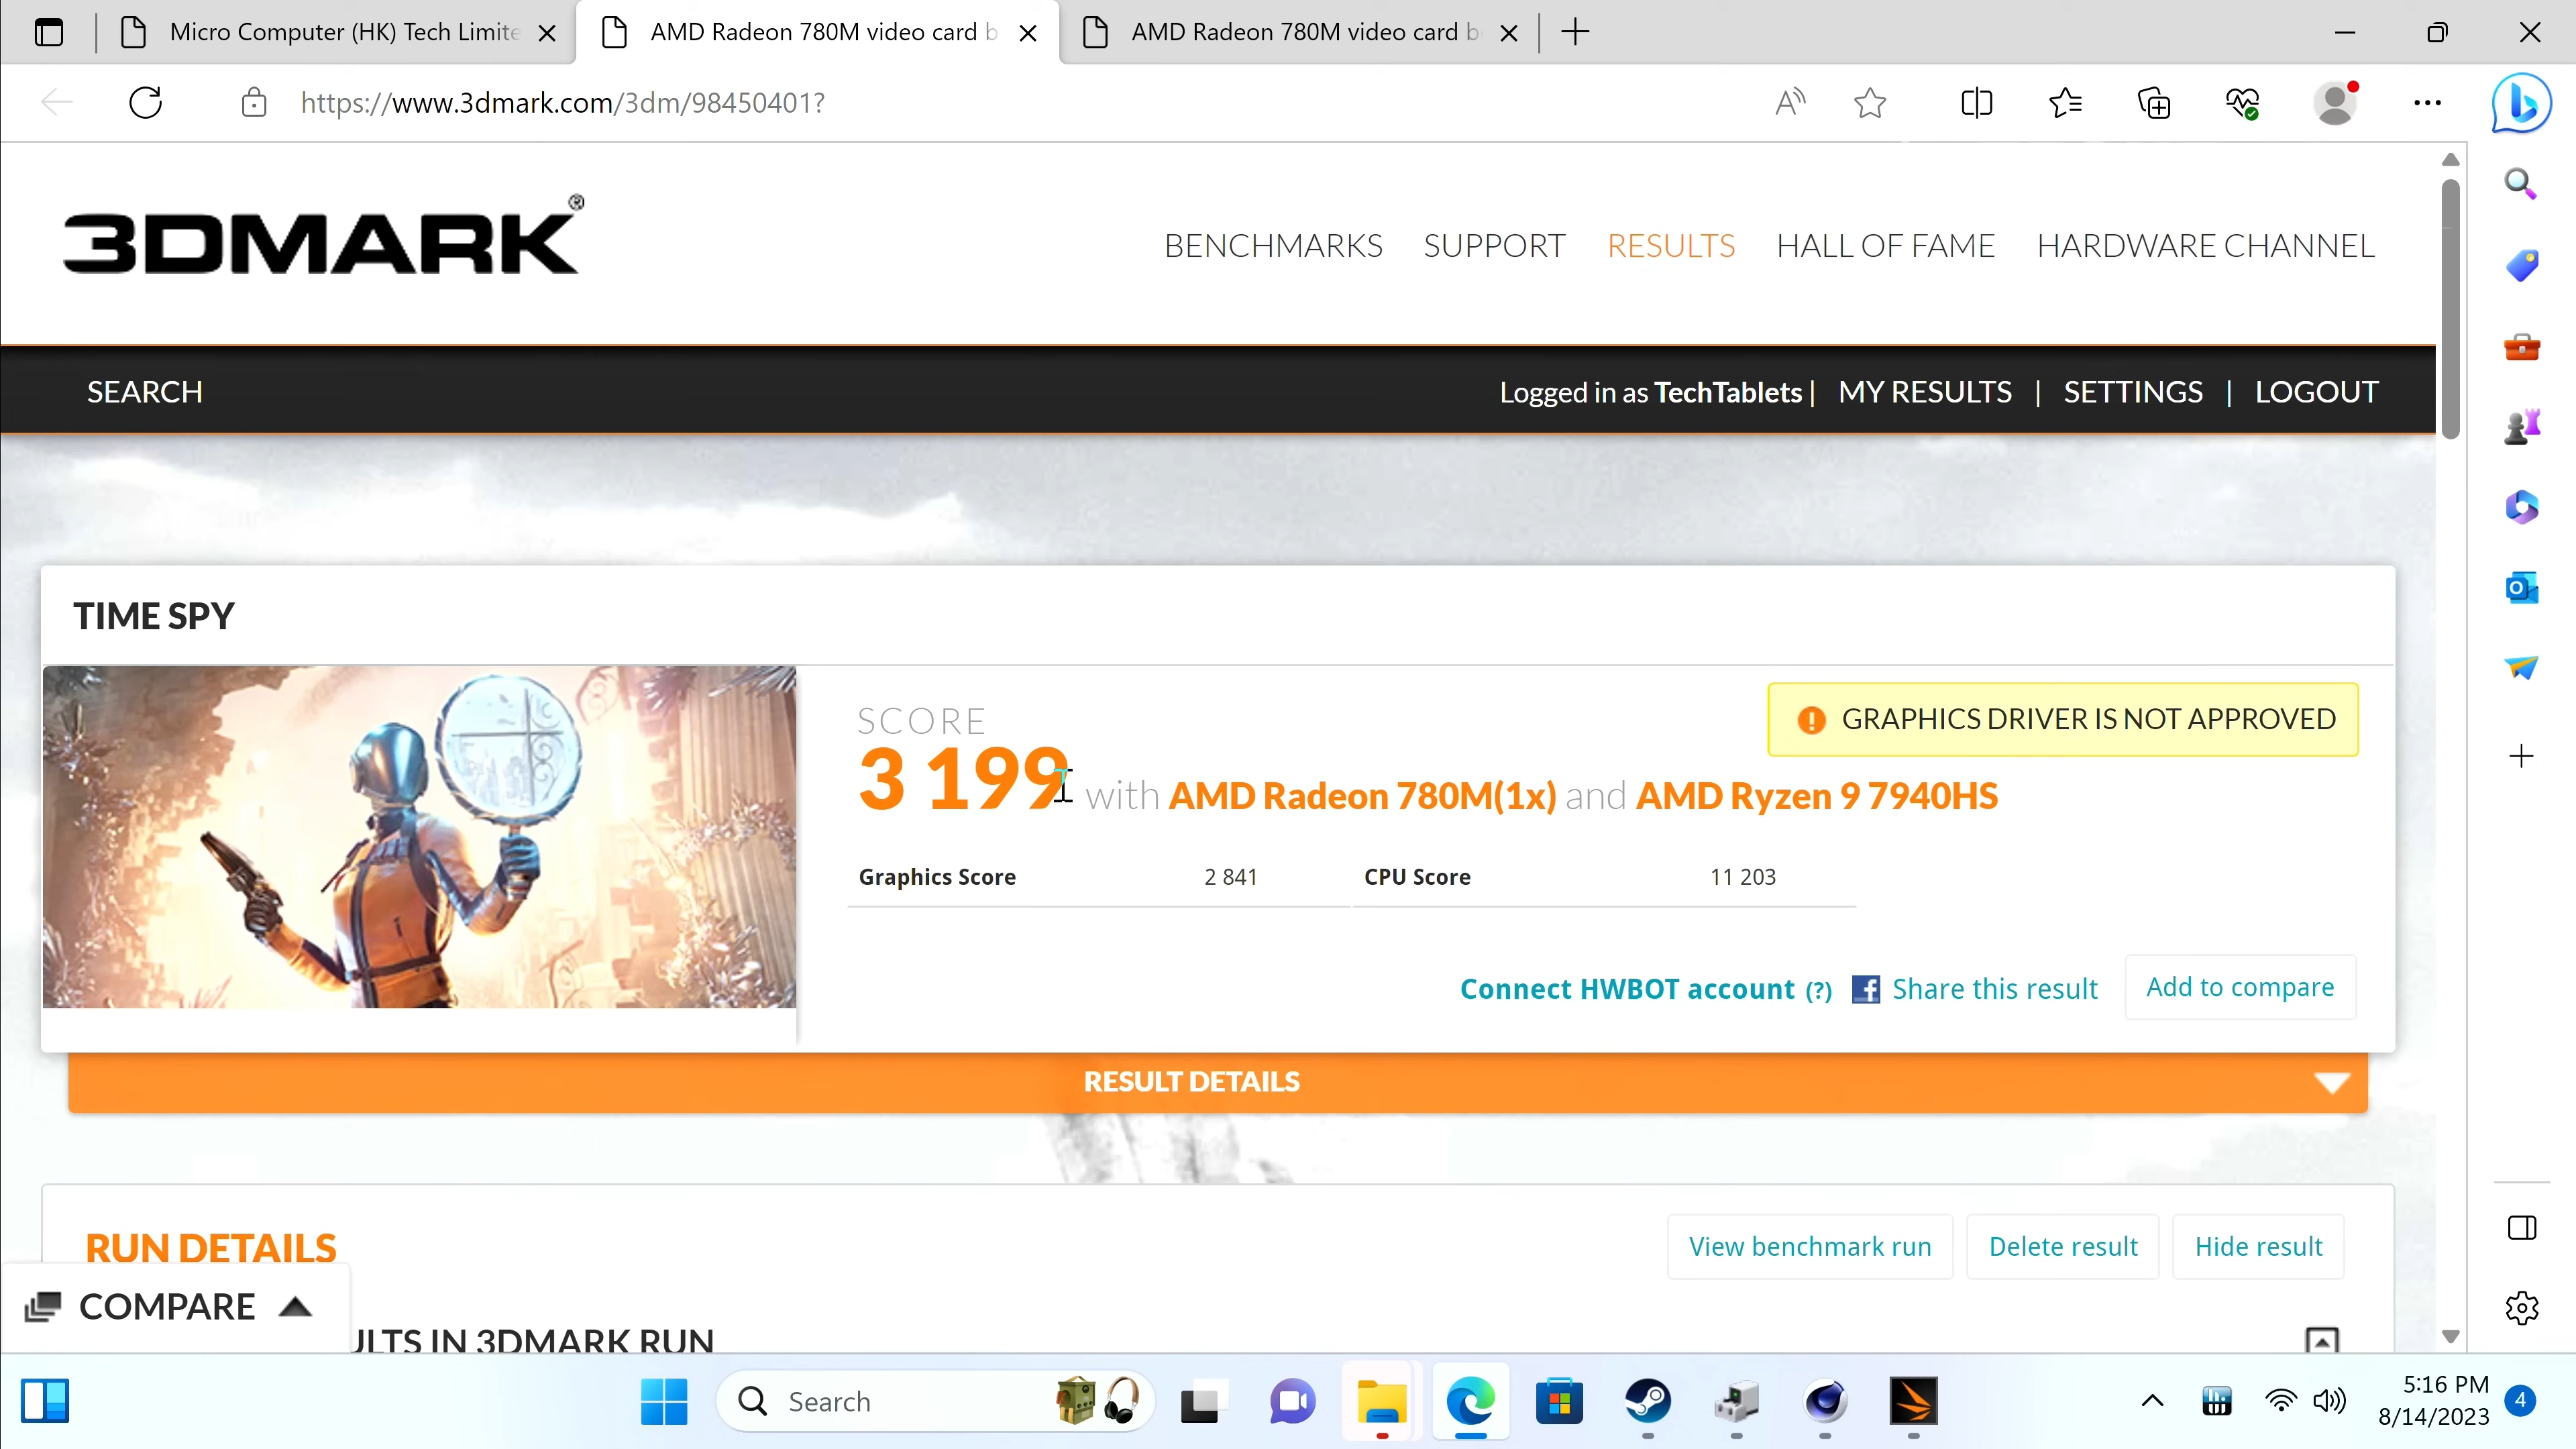 Micro Computer (HK) Tech Limite
AMD Radeon 780M video card b
AMD Radeon 780M video card b
https://www.3dmark.com/3dm/98450401?
3DMARK®
BENCHMARKS SUPPORT RESULTS HALL OF FAME HARDWARE CHANNEL
SEARCH
Logged in as TechTablets | MY RESULTS | SETTINGS | LOGOUT
TIME SPY
SCORE
GRAPHICS DRIVER IS NOT APPROVED
3 199 with AMD Radeon 780M(1x) and AMD Ryzen 9 7940HS
Graphics Score 2 841 CPU Score 11 203
Connect HWBOT account (?) Share this result Add to compare
RESULT DETAILS
RUN DETAILS
View benchmark run Delete result Hide result
COMPARE
ULTS IN 3DMARK RUN
Search
5:16 PM
8/14/2023
4